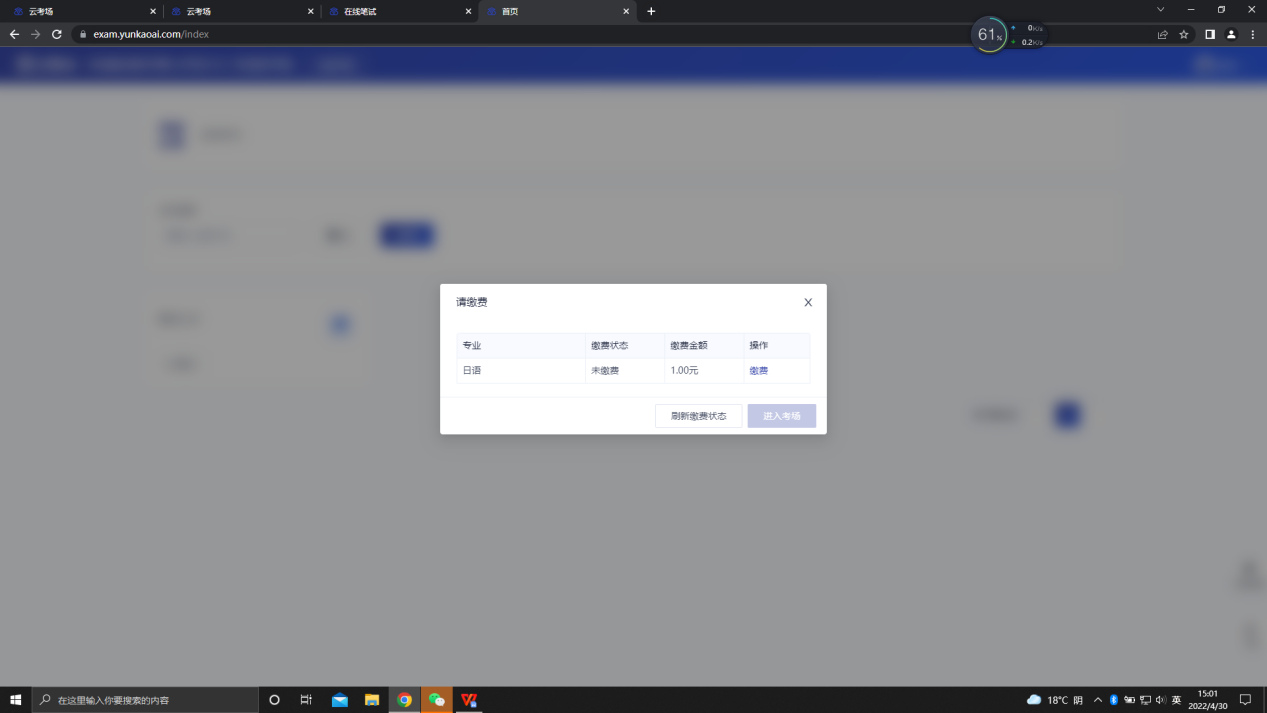 云考场
云考场
在线笔试
首页
exam.yunkaoai.com/index
61%
0K/s
0.2K/s
请缴费
专业 缴费状态 缴费金额 操作
日语 未缴费 1.00元 缴费
刷新缴费状态 进入考场
在这里输入你要搜索的内容
18°C 阴
英
15:01
2022/4/30